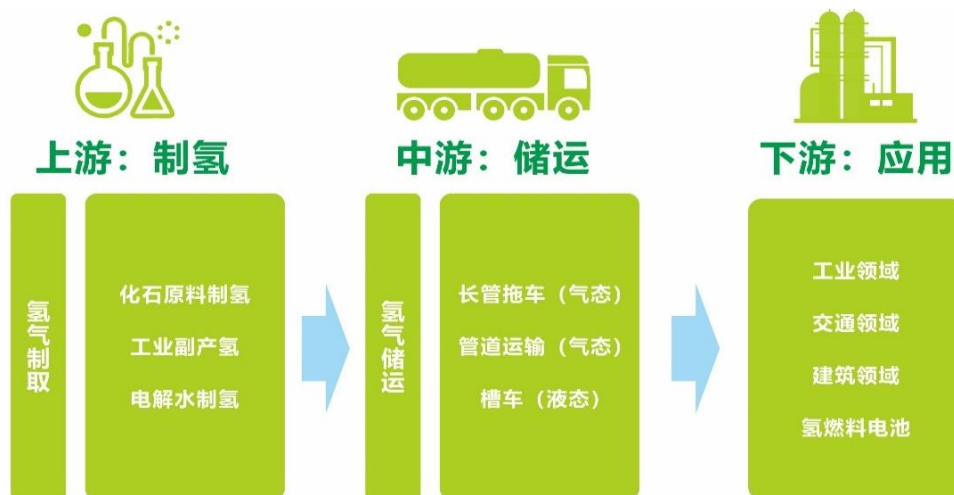 上游：制氢
氢气制取
化石原料制氢
工业副产氢
电解水制氢
中游：储运
氢气储运
长管拖车（气态）
管道运输（气态）
槽车（液态）
下游：应用
工业领域
交通领域
建筑领域
氢燃料电池